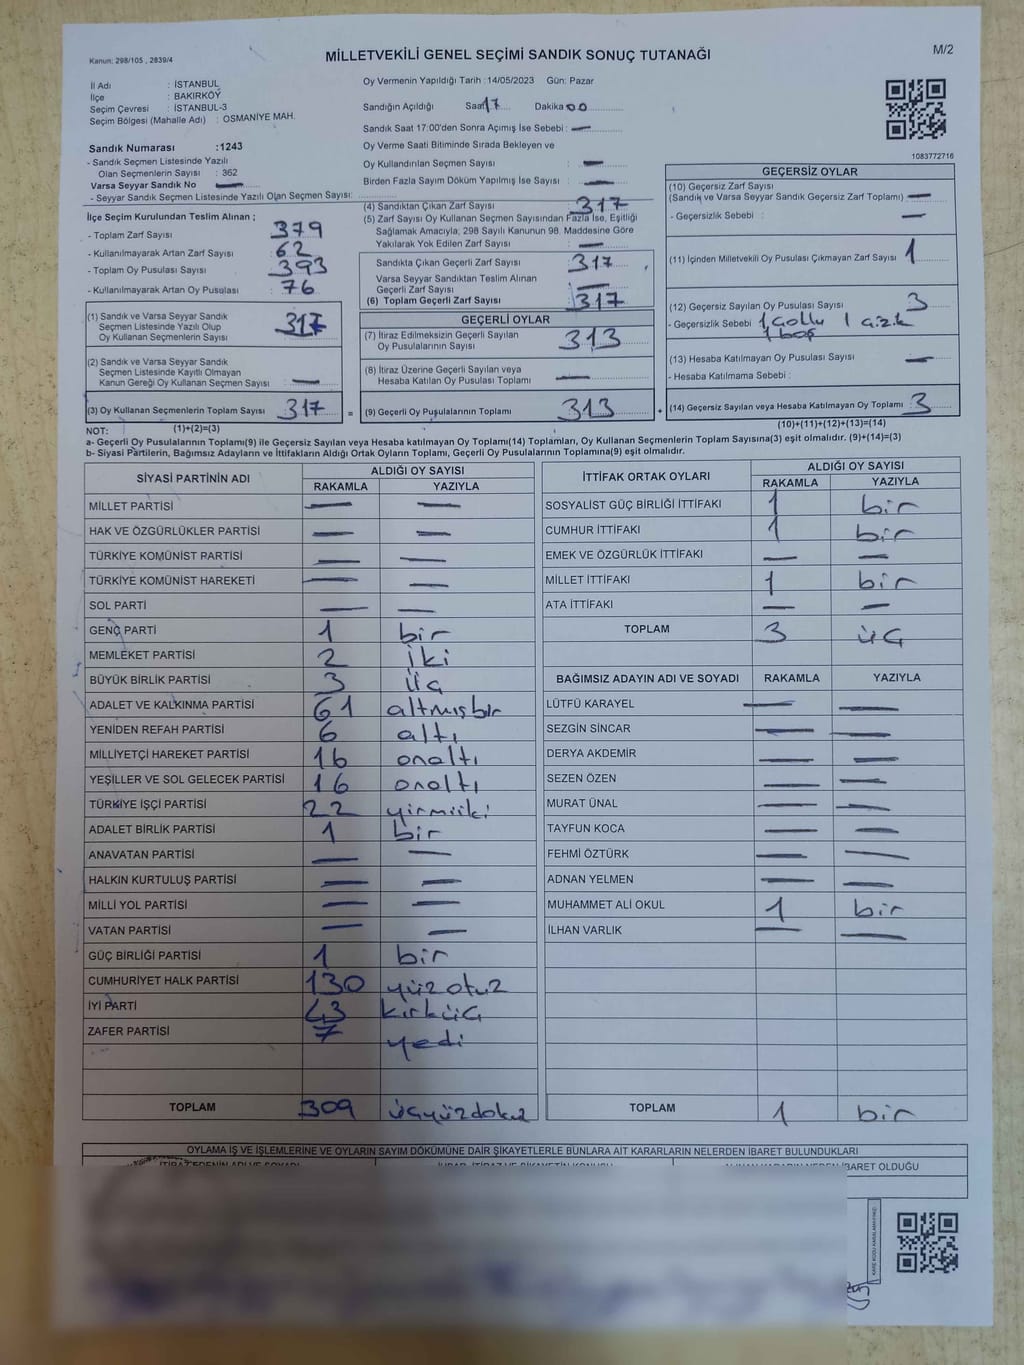 Kanun: 298/105 , 2839/4
MİLLETVEKİLİ GENEL SEÇİMİ SANDIK SONUÇ TUTANAĞI
M/2
İl Adı : İSTANBUL
İlçe : BAKIRKÖY
Seçim Çevresi : İSTANBUL-3
Seçim Bölgesi (Mahalle Adı) : OSMANİYE MAH.
Sandık Numarası :1243
- Sandık Seçmen Listesinde Yazılı
Olan Seçmenlerin Sayısı : 362
Varsa Seyyar Sandık No —
- Seyyar Sandık Seçmen Listesinde Yazılı Olan Seçmen Sayısı:
Oy Vermenin Yapıldığı Tarih :14/05/2023 Gün: Pazar
Sandığın Açıldığı Saat 17 Dakika 00
Sandık Saat 17:00'den Sonra Açımış İse Sebebi : —
Oy Verme Saati Bitiminde Sırada Bekleyen ve
Oy Kullandırılan Seçmen Sayısı : —
Birden Fazla Sayım Döküm Yapılmış İse Sayısı : —
1083772716
İlçe Seçim Kurulundan Teslim Alınan ;
- Toplam Zarf Sayısı : 379
- Kullanılmayarak Artan Zarf Sayısı : 62
- Toplam Oy Pusulası Sayısı : 393
- Kullanılmayarak Artan Oy Pusulası : 76
(1) Sandık ve Varsa Seyyar Sandık
Seçmen Listesinde Yazılı Olup
Oy Kullanan Seçmenlerin Sayısı : 317
(2) Sandık ve Varsa Seyyar Sandık
Seçmen Listesinde Kayıtlı Olmayan
Kanun Gereği Oy Kullanan Seçmen Sayısı : —
(3) Oy Kullanan Seçmenlerin Toplam Sayısı : 317
(4) Sandıktan Çıkan Zarf Sayısı : 317
(5) Zarf Sayısı Oy Kullanan Seçmen Sayısından Fazla İse, Eşitliği
Sağlamak Amacıyla, 298 Sayılı Kanunun 98. Maddesine Göre
Yakılarak Yok Edilen Zarf Sayısı : —
Sandıkta Çıkan Geçerli Zarf Sayısı : 317
Varsa Seyyar Sandıktan Teslim Alınan
Geçerli Zarf Sayısı : —
(6) Toplam Geçerli Zarf Sayısı : 317
GEÇERLİ OYLAR
(7) İtiraz Edilmeksizin Geçerli Sayılan
Oy Pusulalarının Sayısı : 313
(8) İtiraz Üzerine Geçerli Sayılan veya
Hesaba Katılan Oy Pusulası Toplamı : —
= (9) Geçerli Oy Pusulalarının Toplamı : 313
GEÇERSİZ OYLAR
(10) Geçersiz Zarf Sayısı
(Sandık ve Varsa Seyyar Sandık Geçersiz Zarf Toplamı) —
- Geçersizlik Sebebi : —
(11) İçinden Milletvekili Oy Pusulası Çıkmayan Zarf Sayısı 1
(12) Geçersiz Sayılan Oy Pusulası Sayısı 3
- Geçersizlik Sebebi : 1 çoklu 1 çizik
1 boş
(13) Hesaba Katılmayan Oy Pusulası Sayısı —
- Hesaba Katılmama Sebebi :
+ (14) Geçersiz Sayılan veya Hesaba Katılmayan Oy Toplamı : 3
NOT: (1)+(2)=(3)
(10)+(11)+(12)+(13)=(14)
a- Geçerli Oy Pusulalarının Toplamı(9) ile Geçersiz Sayılan veya Hesaba katılmayan Oy Toplamı(14) Toplamları, Oy Kullanan Seçmenlerin Toplam Sayısına(3) eşit olmalıdır. (9)+(14)=(3)
b- Siyasi Partilerin, Bağımsız Adayların ve İttifakların Aldığı Ortak Oyların Toplamı, Geçerli Oy Pusulalarının Toplamına(9) eşit olmalıdır.
SİYASİ PARTİNİN ADI ALDIĞI OY SAYISI
RAKAMLA YAZIYLA
MİLLET PARTİSİ — —
HAK VE ÖZGÜRLÜKLER PARTİSİ — —
TÜRKİYE KOMÜNİST PARTİSİ — —
TÜRKİYE KOMÜNİST HAREKETİ — —
SOL PARTİ — —
GENÇ PARTİ 1 bir
MEMLEKET PARTİSİ 2 iki
BÜYÜK BİRLİK PARTİSİ 3 üç
ADALET VE KALKINMA PARTİSİ 61 altmışbir
YENİDEN REFAH PARTİSİ 6 altı
MİLLİYETÇİ HAREKET PARTİSİ 16 onaltı
YEŞİLLER VE SOL GELECEK PARTİSİ 16 onaltı
TÜRKİYE İŞÇİ PARTİSİ 22 yirmiiki
ADALET BİRLİK PARTİSİ 1 bir
ANAVATAN PARTİSİ — —
HALKIN KURTULUŞ PARTİSİ — —
MİLLİ YOL PARTİSİ — —
VATAN PARTİSİ — —
GÜÇ BİRLİĞİ PARTİSİ 1 bir
CUMHURİYET HALK PARTİSİ 130 yüzotuz
İYİ PARTİ 43 kırküç
ZAFER PARTİSİ 7 yedi
TOPLAM 309 üçyüzdokuz
İTTİFAK ORTAK OYLARI ALDIĞI OY SAYISI
RAKAMLA YAZIYLA
SOSYALİST GÜÇ BİRLİĞİ İTTİFAKI 1 bir
CUMHUR İTTİFAKI 1 bir
EMEK VE ÖZGÜRLÜK İTTİFAKI — —
MİLLET İTTİFAKI 1 bir
ATA İTTİFAKI — —
TOPLAM 3 üç
BAĞIMSIZ ADAYIN ADI VE SOYADI RAKAMLA YAZIYLA
LÜTFÜ KARAYEL — —
SEZGİN SİNCAR — —
DERYA AKDEMİR — —
SEZEN ÖZEN — —
MURAT ÜNAL — —
TAYFUN KOCA — —
FEHMİ ÖZTÜRK — —
ADNAN YELMEN — —
MUHAMMET ALİ OKUL 1 bir
İLHAN VARLIK — —
TOPLAM 1 bir
OYLAMA İŞ VE İŞLEMLERİNE VE OYLARIN SAYIM DÖKÜMÜNE DAİR ŞİKAYETLERLE BUNLARA AİT KARARLARIN NELERDEN İBARET BULUNDUKLARI
İBARET OLDUĞU